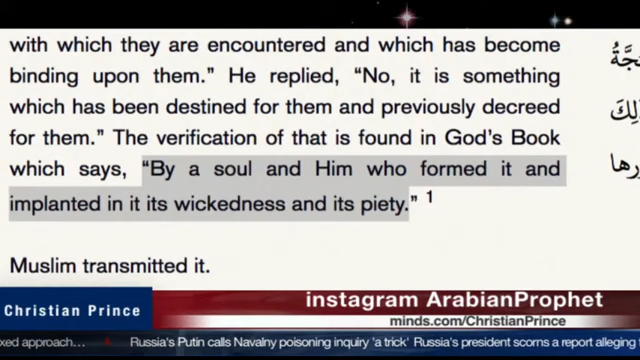 with which they are encountered and which has become
binding upon them.” He replied, “No, it is something
which has been destined for them and previously decreed
for them.” The verification of that is found in God’s Book
which says, “By a soul and Him who formed it and
implanted in it its wickedness and its piety.” 1
Muslim transmitted it.
Christian Prince
instagram ArabianProphet
minds.com/ChristianPrince
approach…
Russia's Putin calls Navalny poisoning inquiry 'a trick' Russia's president scorns a report alleging